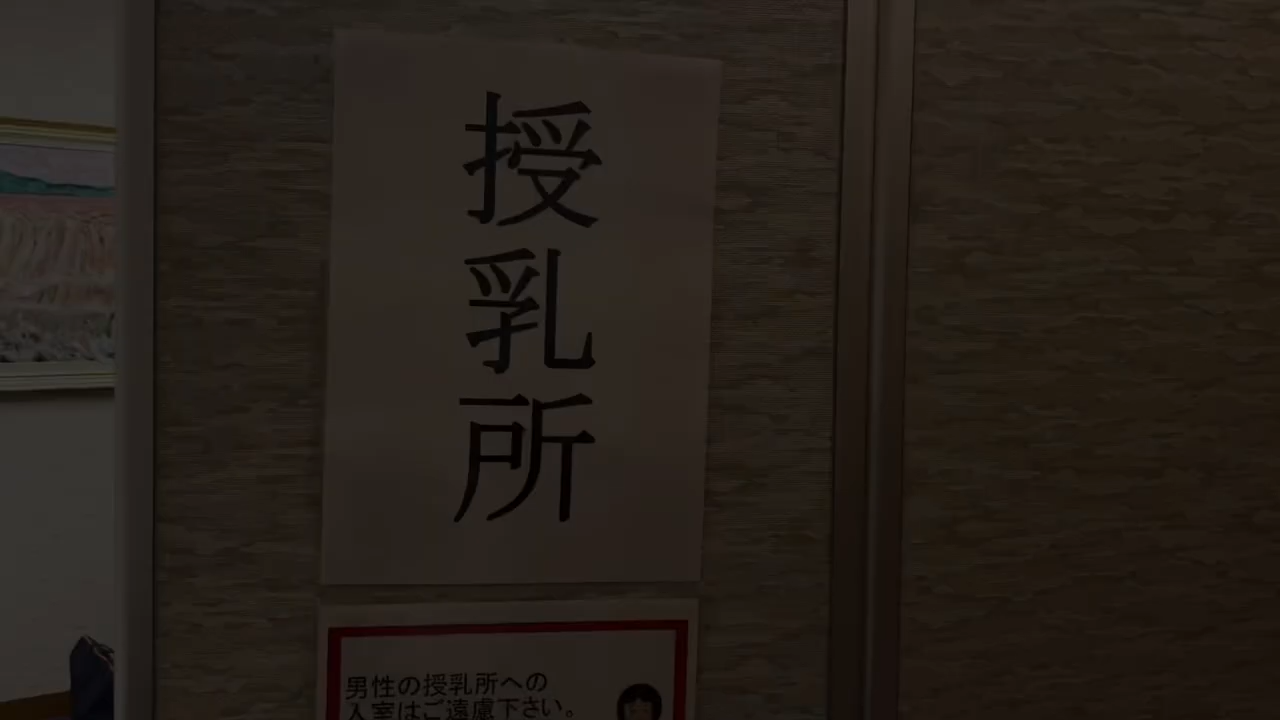 授乳所
男性の授乳所への
入室はご遠慮下さい。